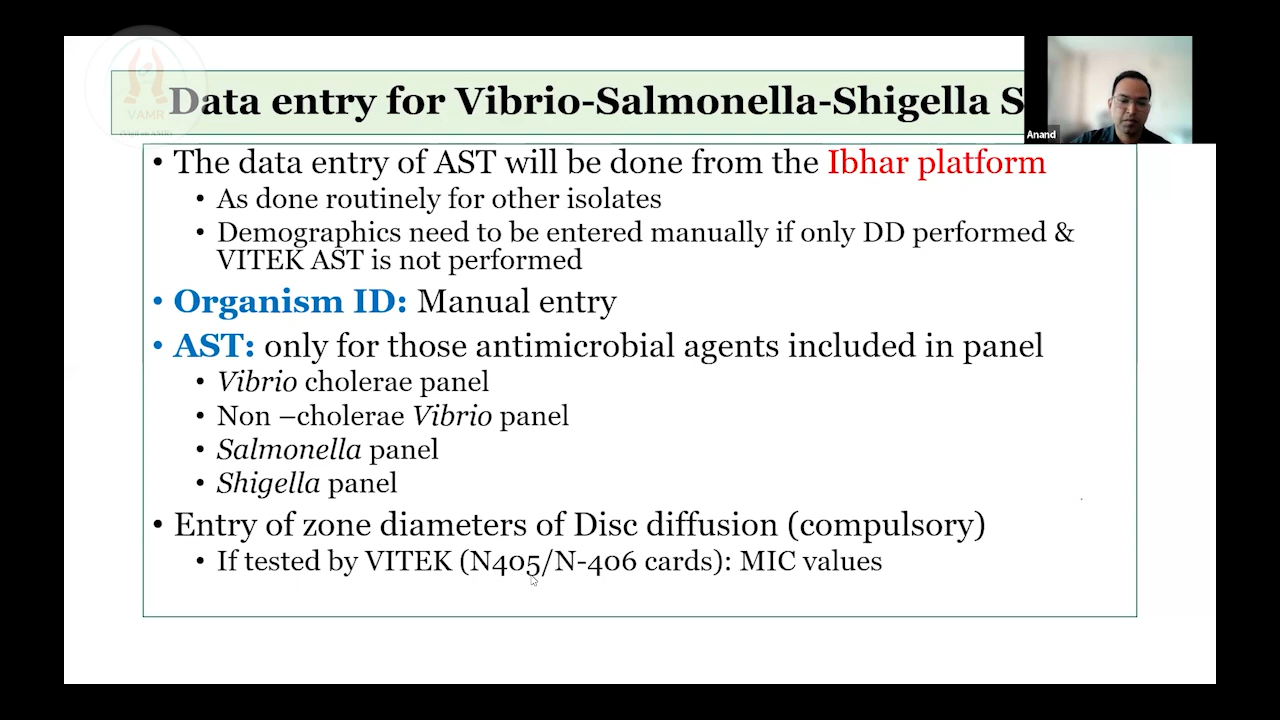 VAMR
Data entry for Vibrio-Salmonella-Shigella S
Anand
• The data entry of AST will be done from the Ibhar platform
• As done routinely for other isolates
• Demographics need to be entered manually if only DD performed &
VITEK AST is not performed
• Organism ID: Manual entry
• AST: only for those antimicrobial agents included in panel
• Vibrio cholerae panel
• Non –cholerae Vibrio panel
• Salmonella panel
• Shigella panel
• Entry of zone diameters of Disc diffusion (compulsory)
• If tested by VITEK (N405/N-406 cards): MIC values